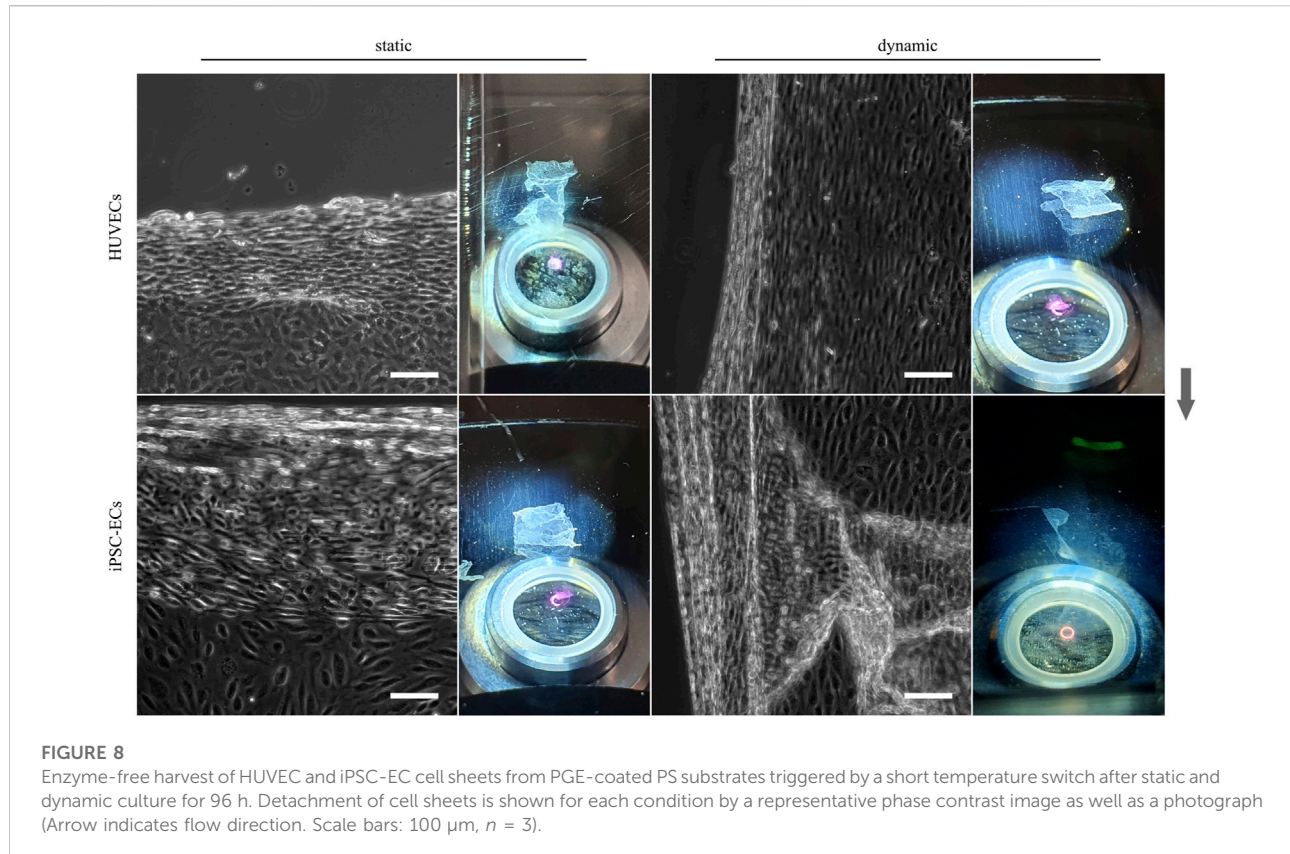 static
dynamic
HUVECs
iPSC-ECs
FIGURE 8
Enzyme-free harvest of HUVEC and iPSC-EC cell sheets from PGE-coated PS substrates triggered by a short temperature switch after static and
dynamic culture for 96 h. Detachment of cell sheets is shown for each condition by a representative phase contrast image as well as a photograph
(Arrow indicates flow direction. Scale bars: 100 μm, n = 3).